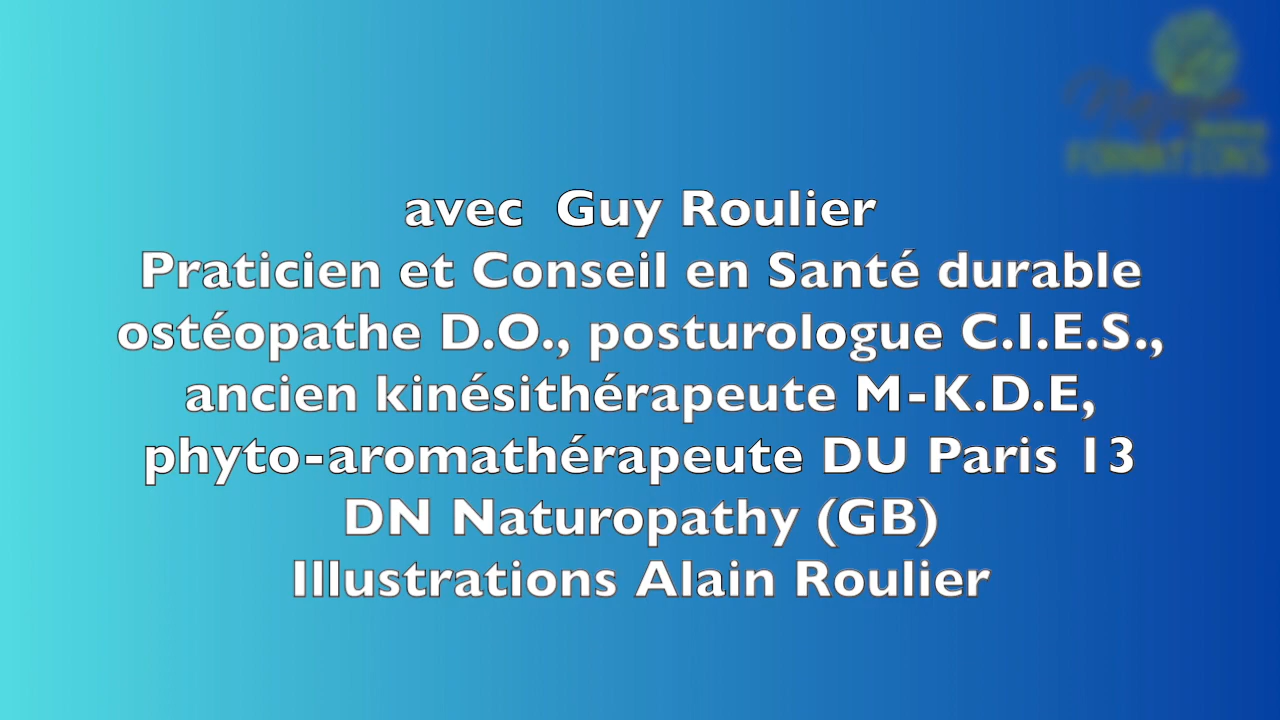 FORMATIONS
avec  Guy Roulier
Praticien et Conseil en Santé durable
ostéopathe D.O., posturologue C.I.E.S.,
ancien kinésithérapeute M-K.D.E,
phyto-aromathérapeute DU Paris 13
DN Naturopathy (GB)
Illustrations Alain Roulier